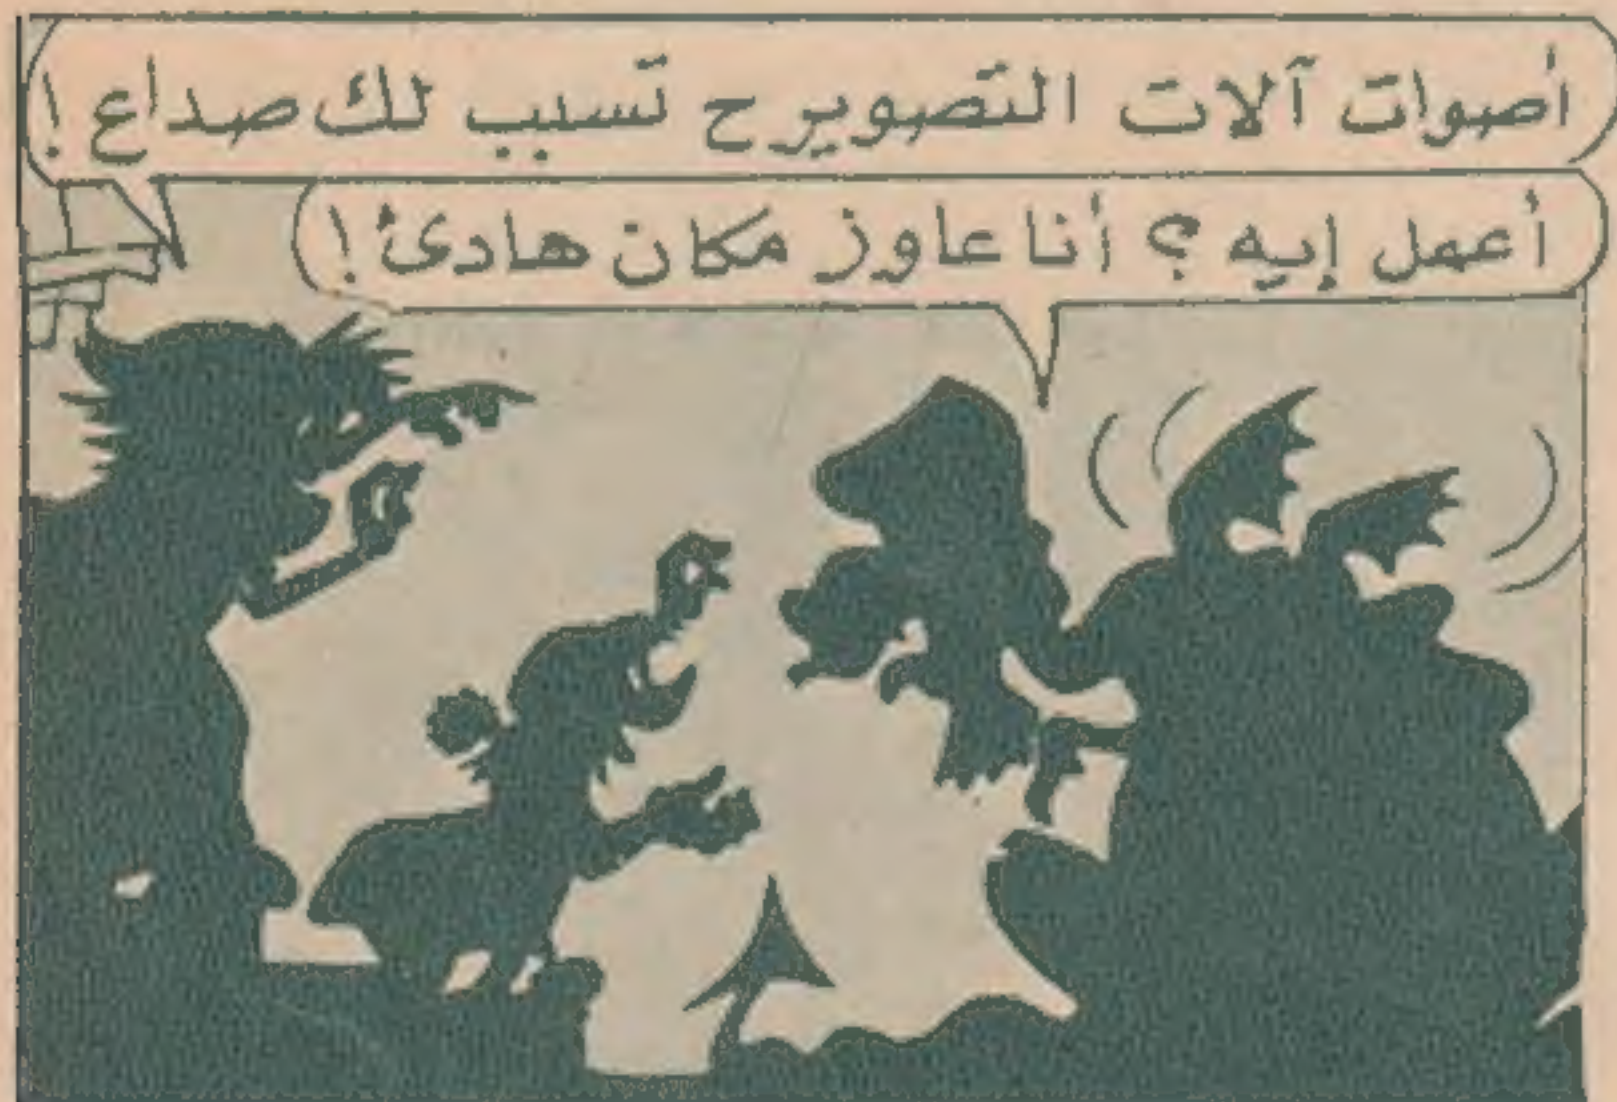 أصوات آلات التصوير ح تسبب لك صداع !
أعمل إيه ؟ أنا عاوز مكان هادئ !